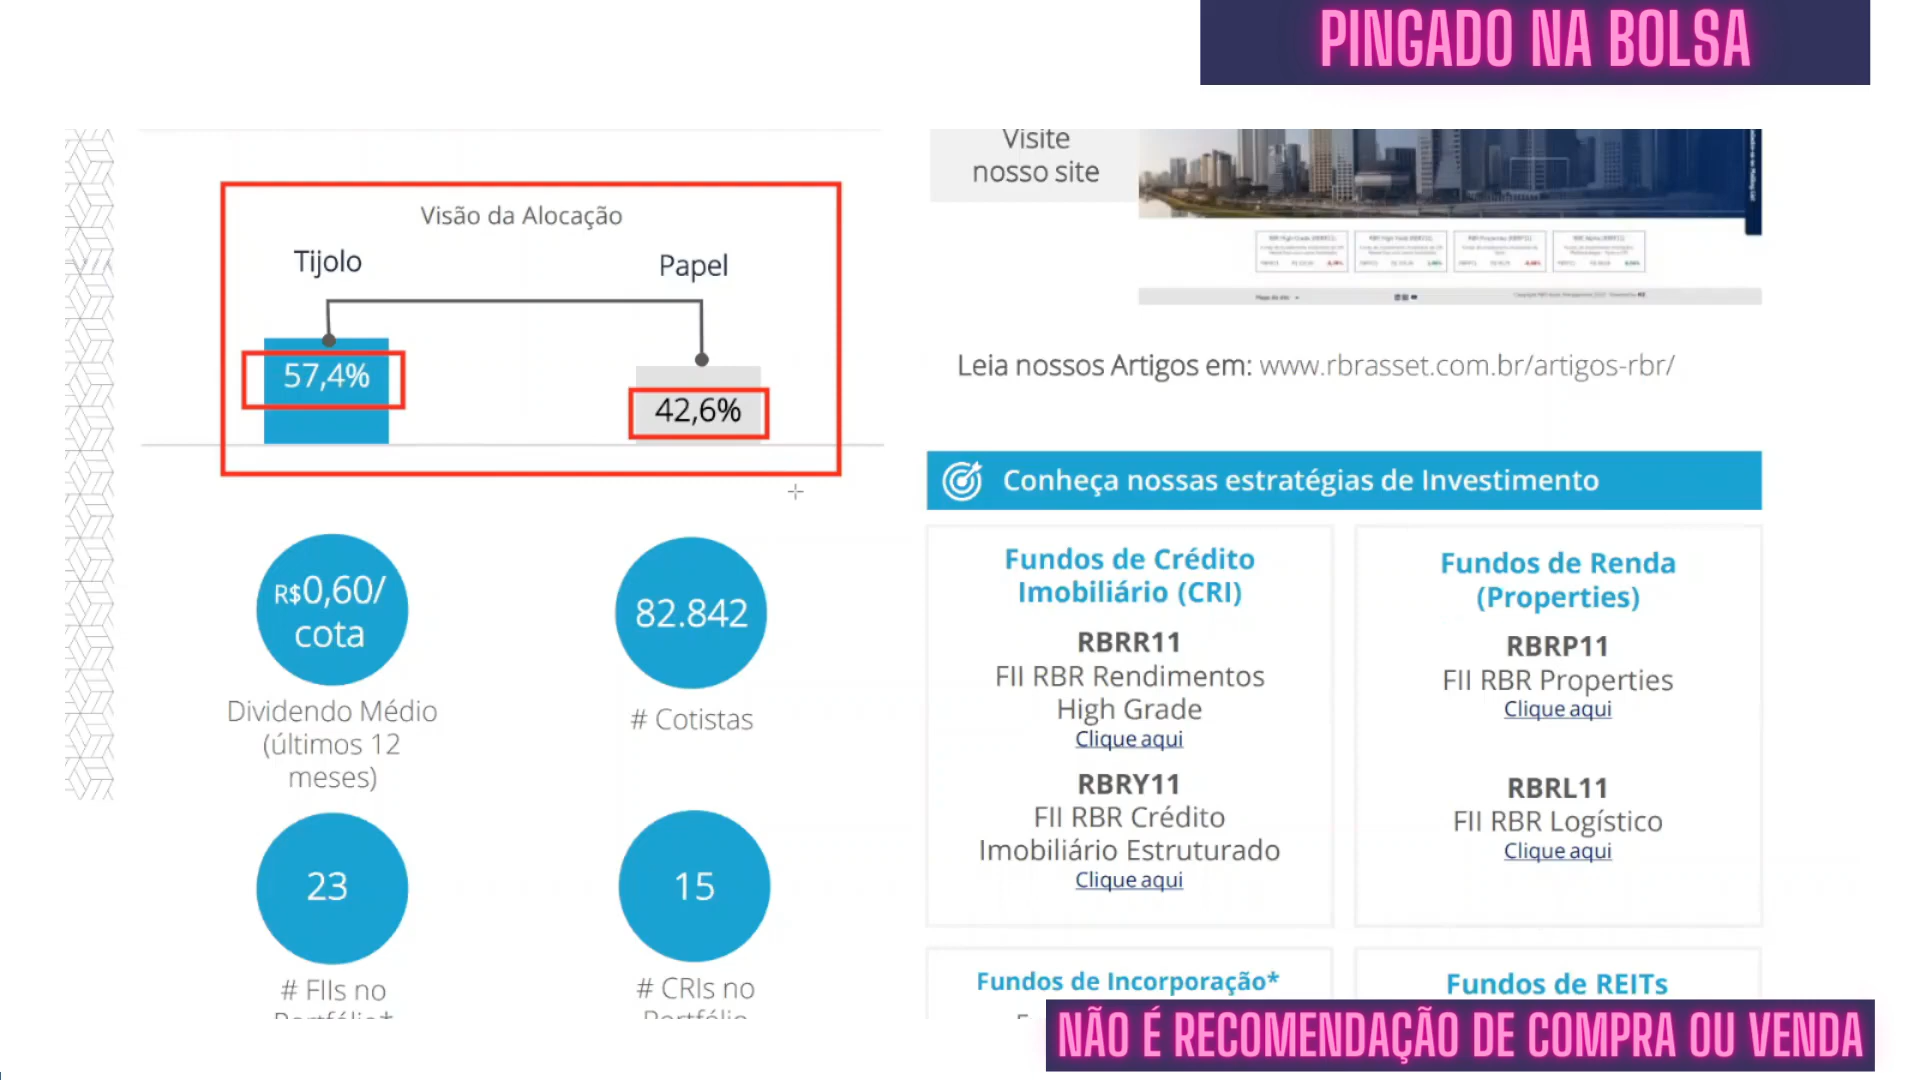 PINGADO NA BOLSA
Visão da Alocação
Tijolo
Papel
57,4%
42,6%
R$0,60/
cota
Dividendo Médio
(últimos 12
meses)
82.842
# Cotistas
23
# FIIs no
Portfólio*
15
# CRIs no
Portfólio
Visite
nosso site
Leia nossos Artigos em: www.rbrasset.com.br/artigos-rbr/
Conheça nossas estratégias de Investimento
Fundos de Crédito
Imobiliário (CRI)
RBRR11
FII RBR Rendimentos
High Grade
Clique aqui
RBRY11
FII RBR Crédito
Imobiliário Estruturado
Clique aqui
Fundos de Renda
(Properties)
RBRP11
FII RBR Properties
Clique aqui
RBRL11
FII RBR Logístico
Clique aqui
Fundos de Incorporação*
Fundos de REITs
NÃO É RECOMENDAÇÃO DE COMPRA OU VENDA